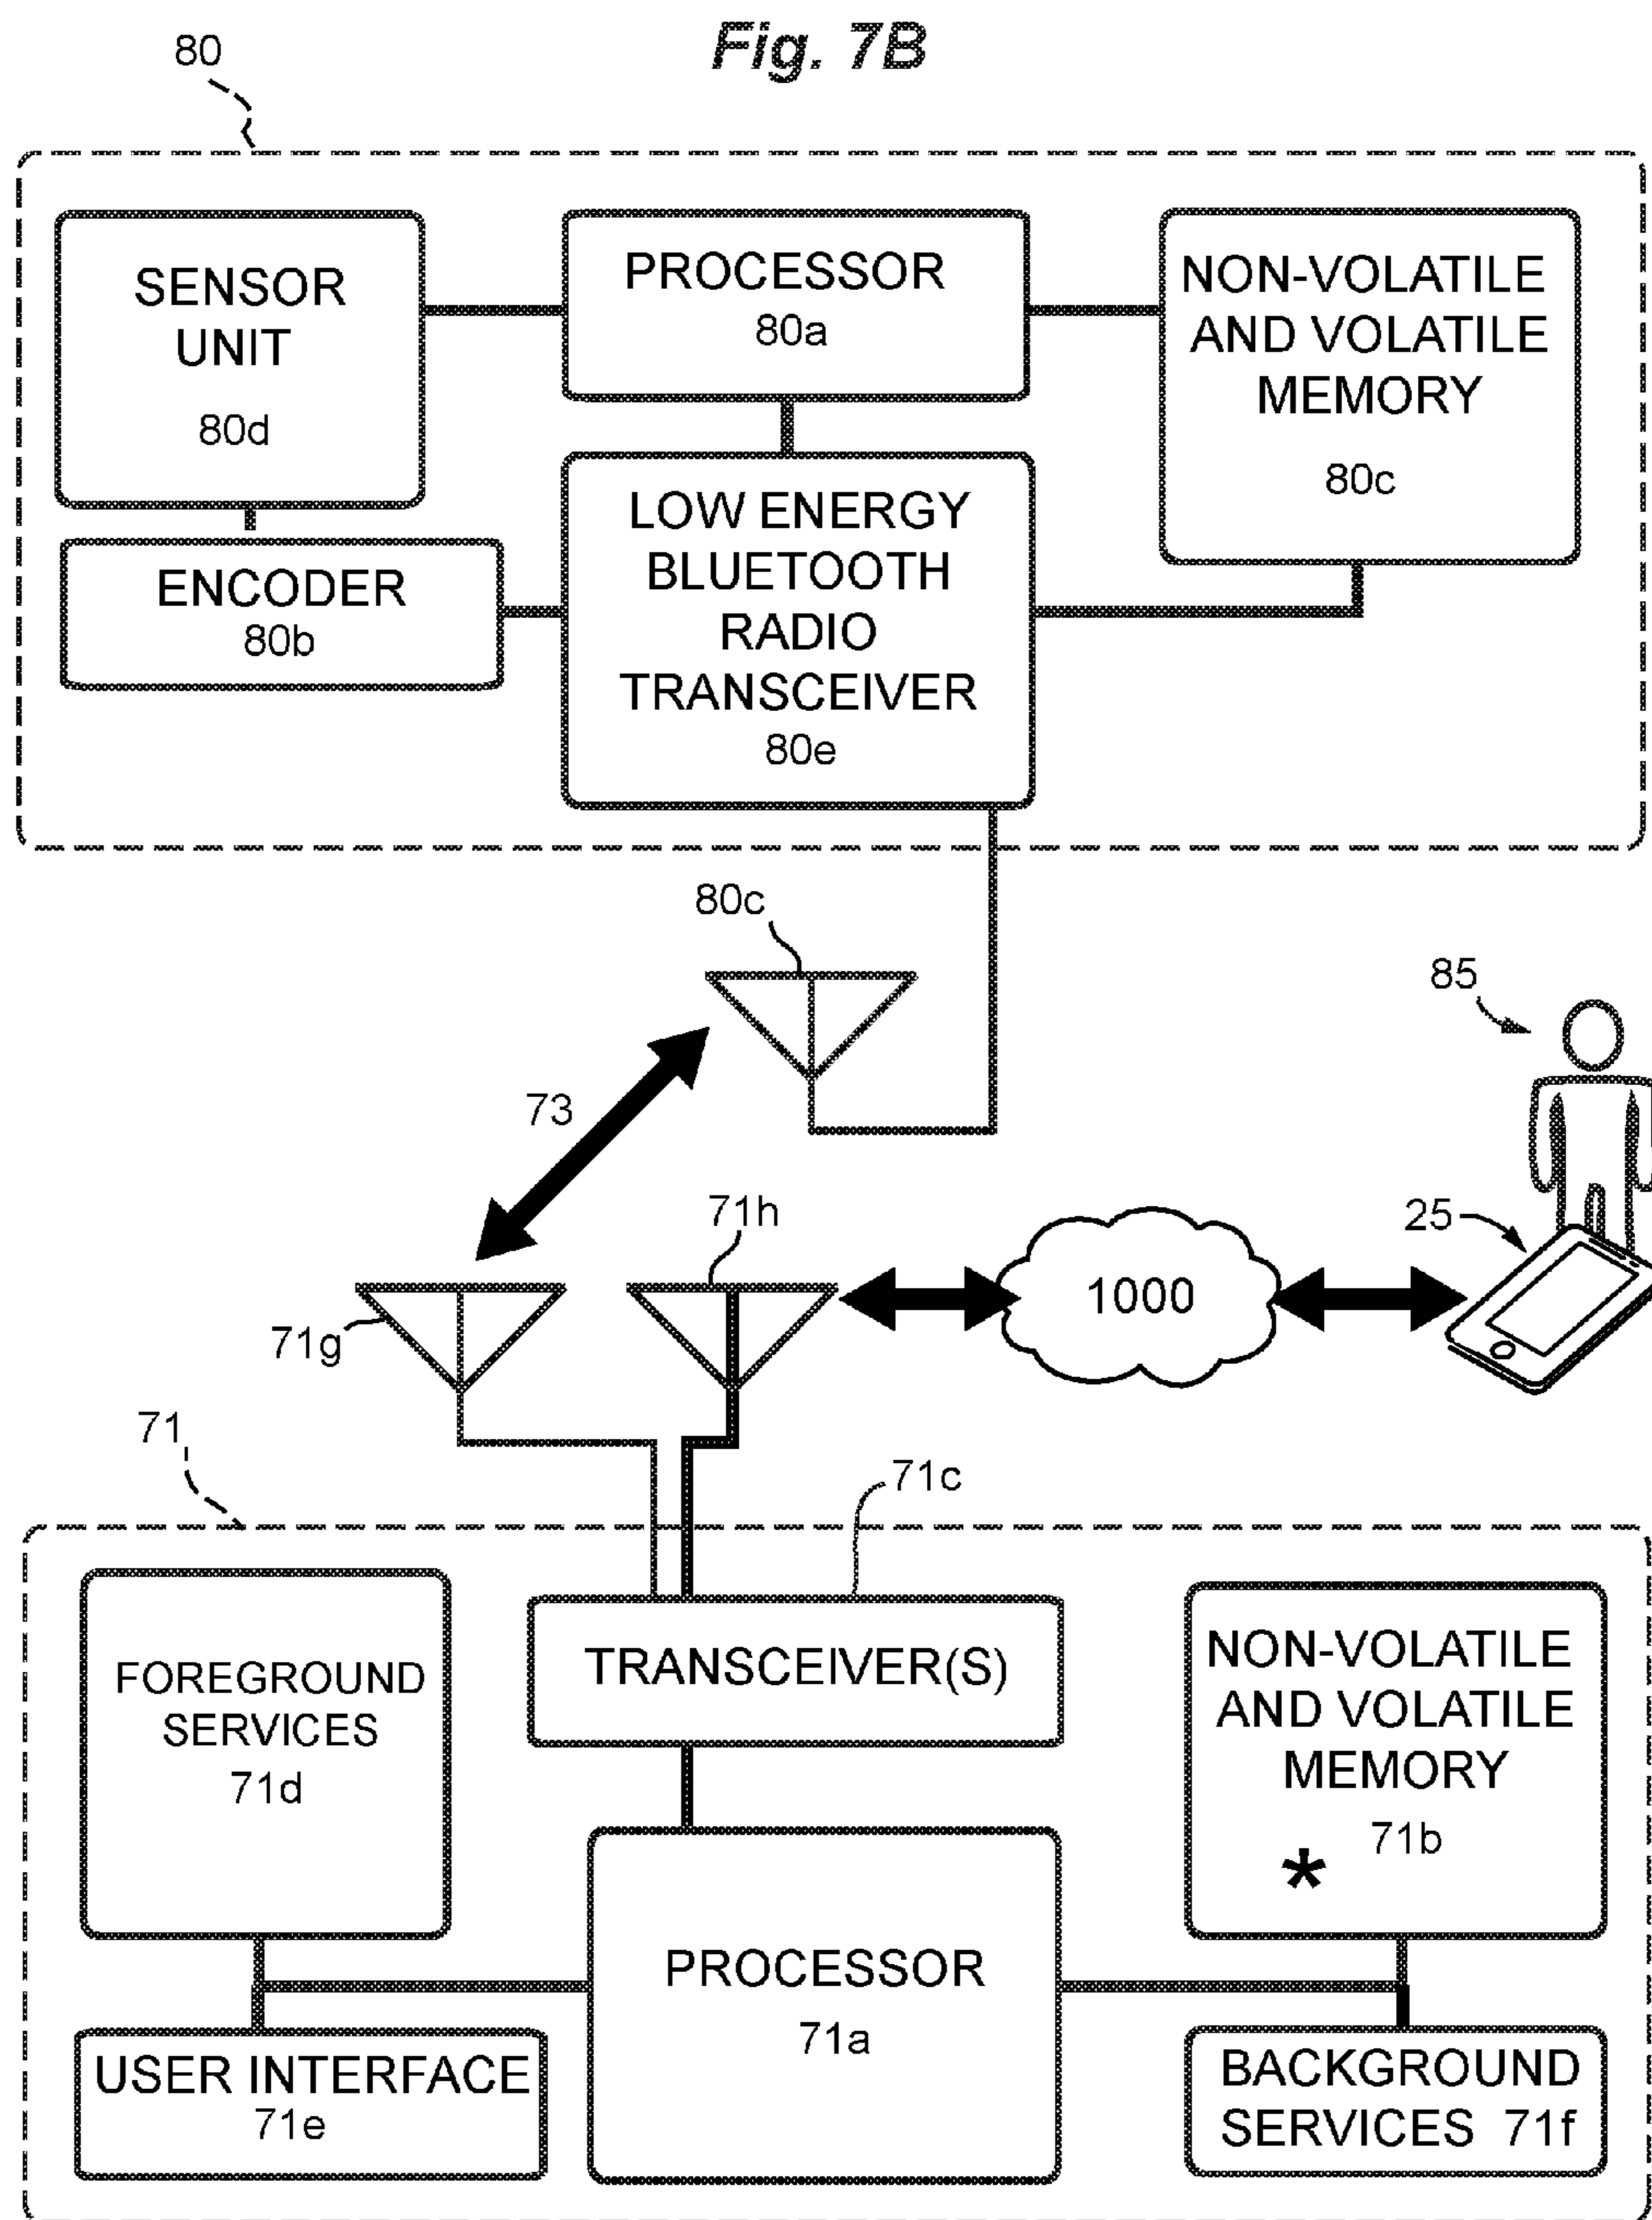 Fig. 7B
80
SENSOR
UNIT
80d
PROCESSOR
80a
NON-VOLATILE
AND VOLATILE
MEMORY
80c
ENCODER
80b
LOW ENERGY
BLUETOOTH
RADIO
TRANSCEIVER
80e
80c
73
85
25
71h
1000
71g
71
71c
FOREGROUND
SERVICES
71d
TRANSCEIVER(S)
NON-VOLATILE
AND VOLATILE
MEMORY
71b
*
PROCESSOR
71a
USER INTERFACE
71e
BACKGROUND
SERVICES 71f